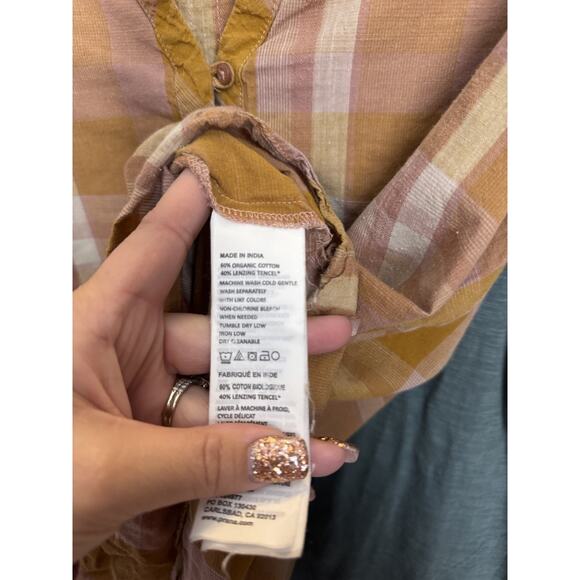 MADE IN INDIA
60% ORGANIC COTTON
40% LENZING TENCEL®
MACHINE WASH COLD GENTLE
WASH SEPARATELY
WITH LIKE COLORS
NON-CHLORINE BLEACH
WHEN NEEDED
TUMBLE DRY LOW
IRON LOW
DRY CLEANABLE
FABRIQUÉ EN INDE
60% COTON BIOLOGIQUE
40% LENZING TENCEL®
LAVER À MACHINE À FROID,
CYCLE DÉLICAT
PO BOX 130430
CARLSBAD, CA 92013
www.prana.com